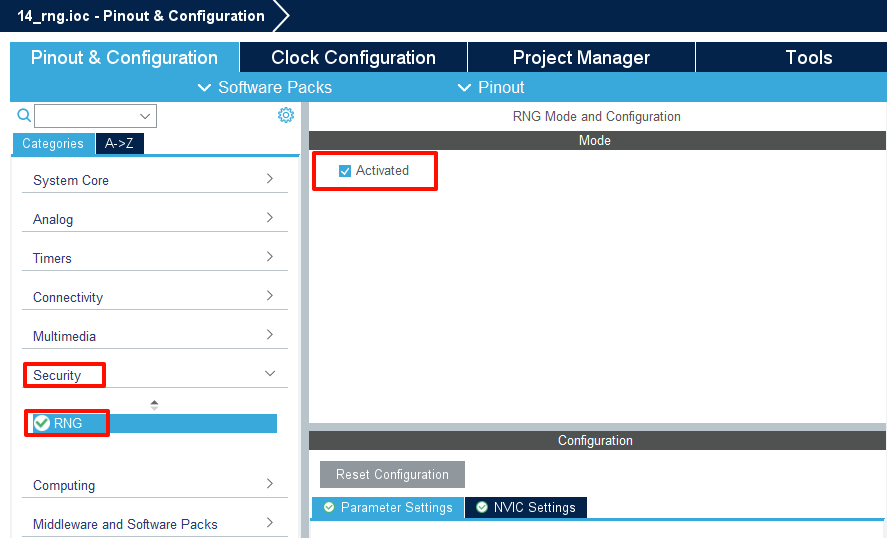 14_rng.ioc - Pinout & Configuration
Pinout & Configuration
Clock Configuration
Project Manager
Tools
Software Packs
Pinout
Categories
A->Z
System Core
Analog
Timers
Connectivity
Multimedia
Security
RNG
Computing
Middleware and Software Packs
RNG Mode and Configuration
Mode
Activated
Configuration
Reset Configuration
Parameter Settings
NVIC Settings